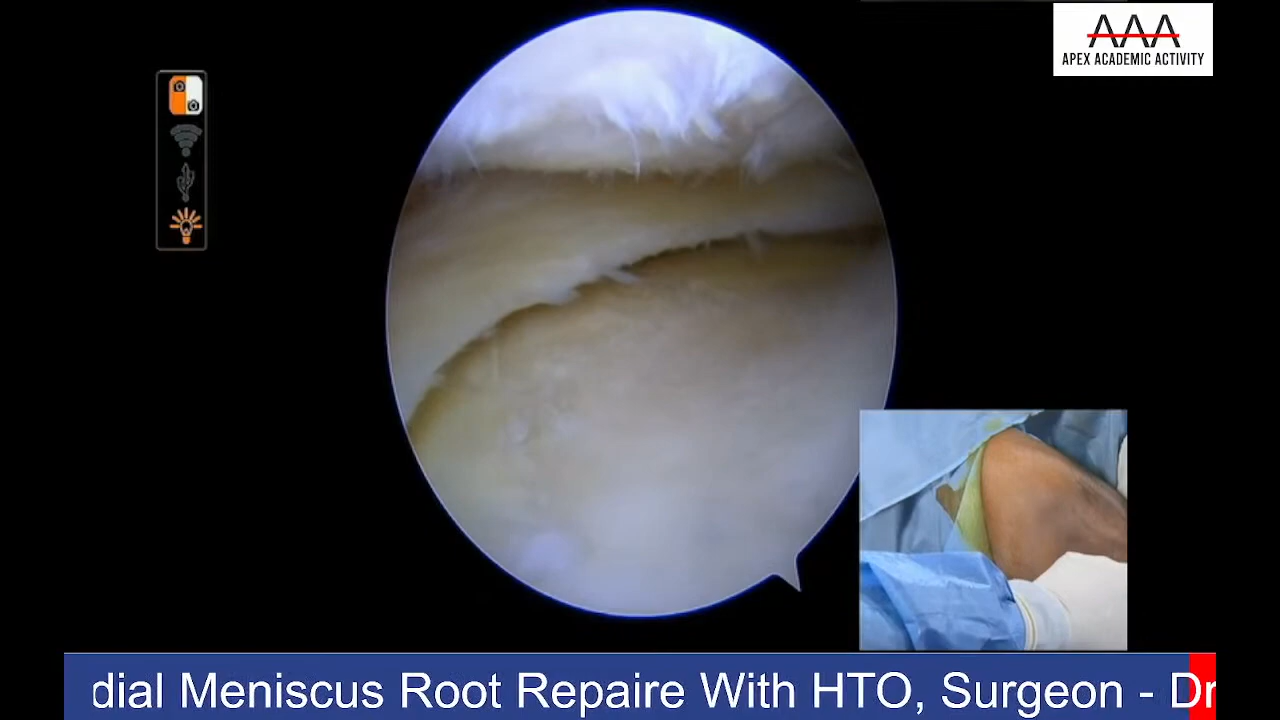 AAA
APEX ACADEMIC ACTIVITY
dial Meniscus Root Repaire With HTO, Surgeon - Dr